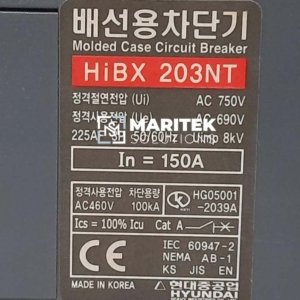 배선용차단기
Molded Case Circuit Breaker
HiBX 203NT
정격절연전압 (Ui) AC 750V
정격사용전압 (Ue) AC 690V
225AF 50/60Hz Uimp 8kV
MARITEK
SOLUTIONS
In = 150A
정격사용전압 차단용량
AC460V 100kA
HG05001
-2039A
Ics = 100% Icu Cat A
CE
IEC 60947-2
NEMA AB-1
KS JIS EN
현대중공업
HYUNDAI